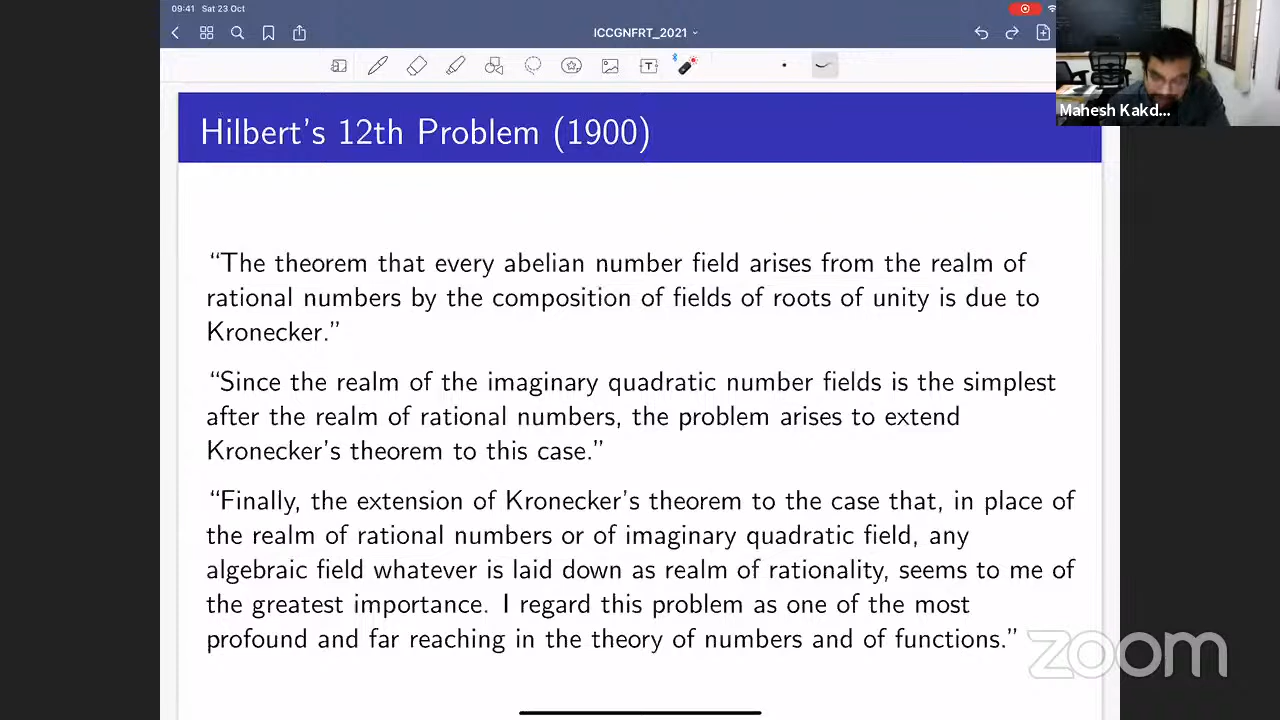 09:41 Sat 23 Oct
ICCGNFRT_2021
T
Mahesh Kakd...
Hilbert's 12th Problem (1900)
“The theorem that every abelian number field arises from the realm of
rational numbers by the composition of fields of roots of unity is due to
Kronecker.”
“Since the realm of the imaginary quadratic number fields is the simplest
after the realm of rational numbers, the problem arises to extend
Kronecker's theorem to this case.”
“Finally, the extension of Kronecker's theorem to the case that, in place of
the realm of rational numbers or of imaginary quadratic field, any
algebraic field whatever is laid down as realm of rationality, seems to me of
the greatest importance. I regard this problem as one of the most
profound and far reaching in the theory of numbers and of functions.”
zoom